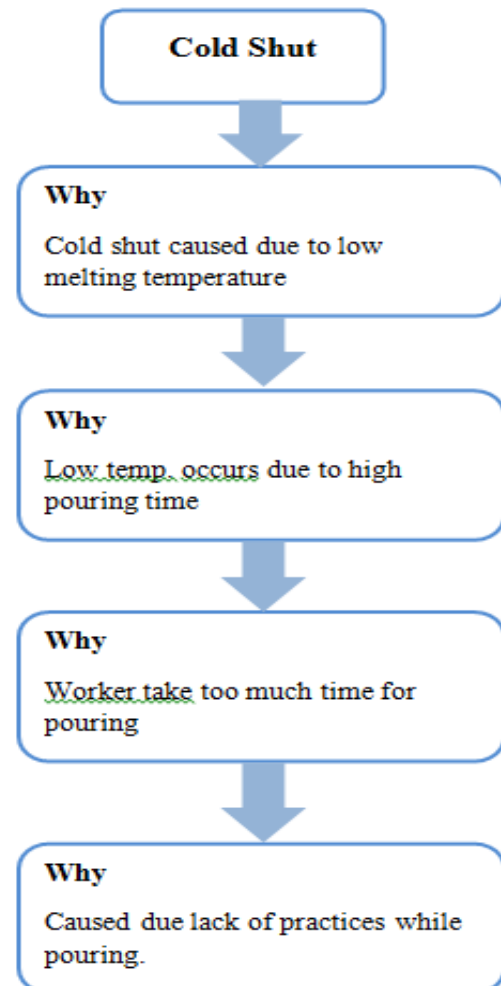 Cold Shut
Why
Cold shut caused due to low
melting temperature
Why
Low temp. occurs due to high
pouring time
Why
Worker take too much time for
pouring
Why
Caused due lack of practices while
pouring.